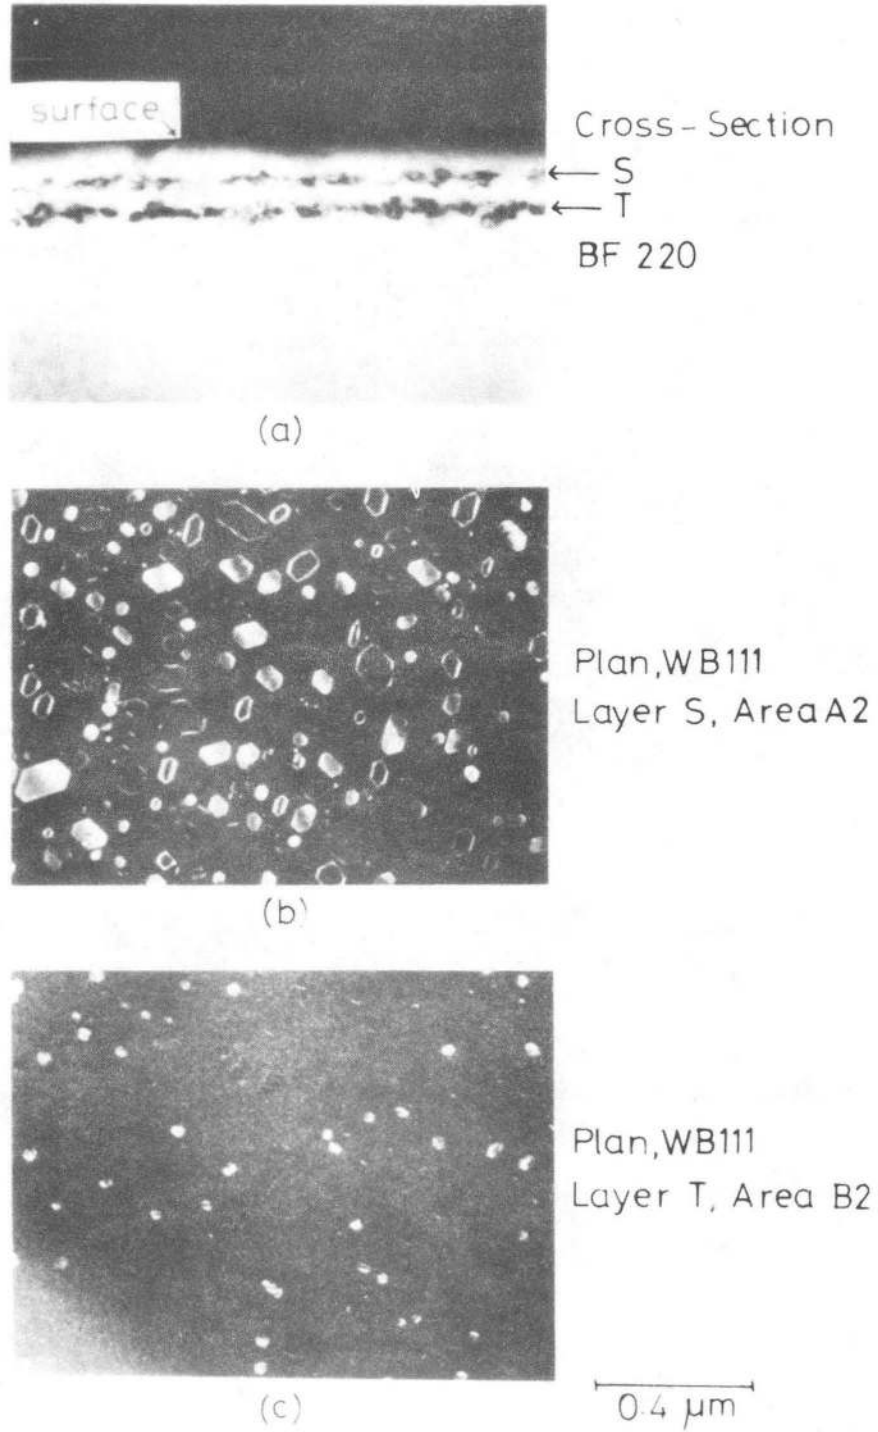 surface
Cross-Section
← S
← T
BF 220
(a)
Plan,WB111
Layer S, Area A2
(b)
Plan,WB111
Layer T, Area B2
(c)
0.4 µm